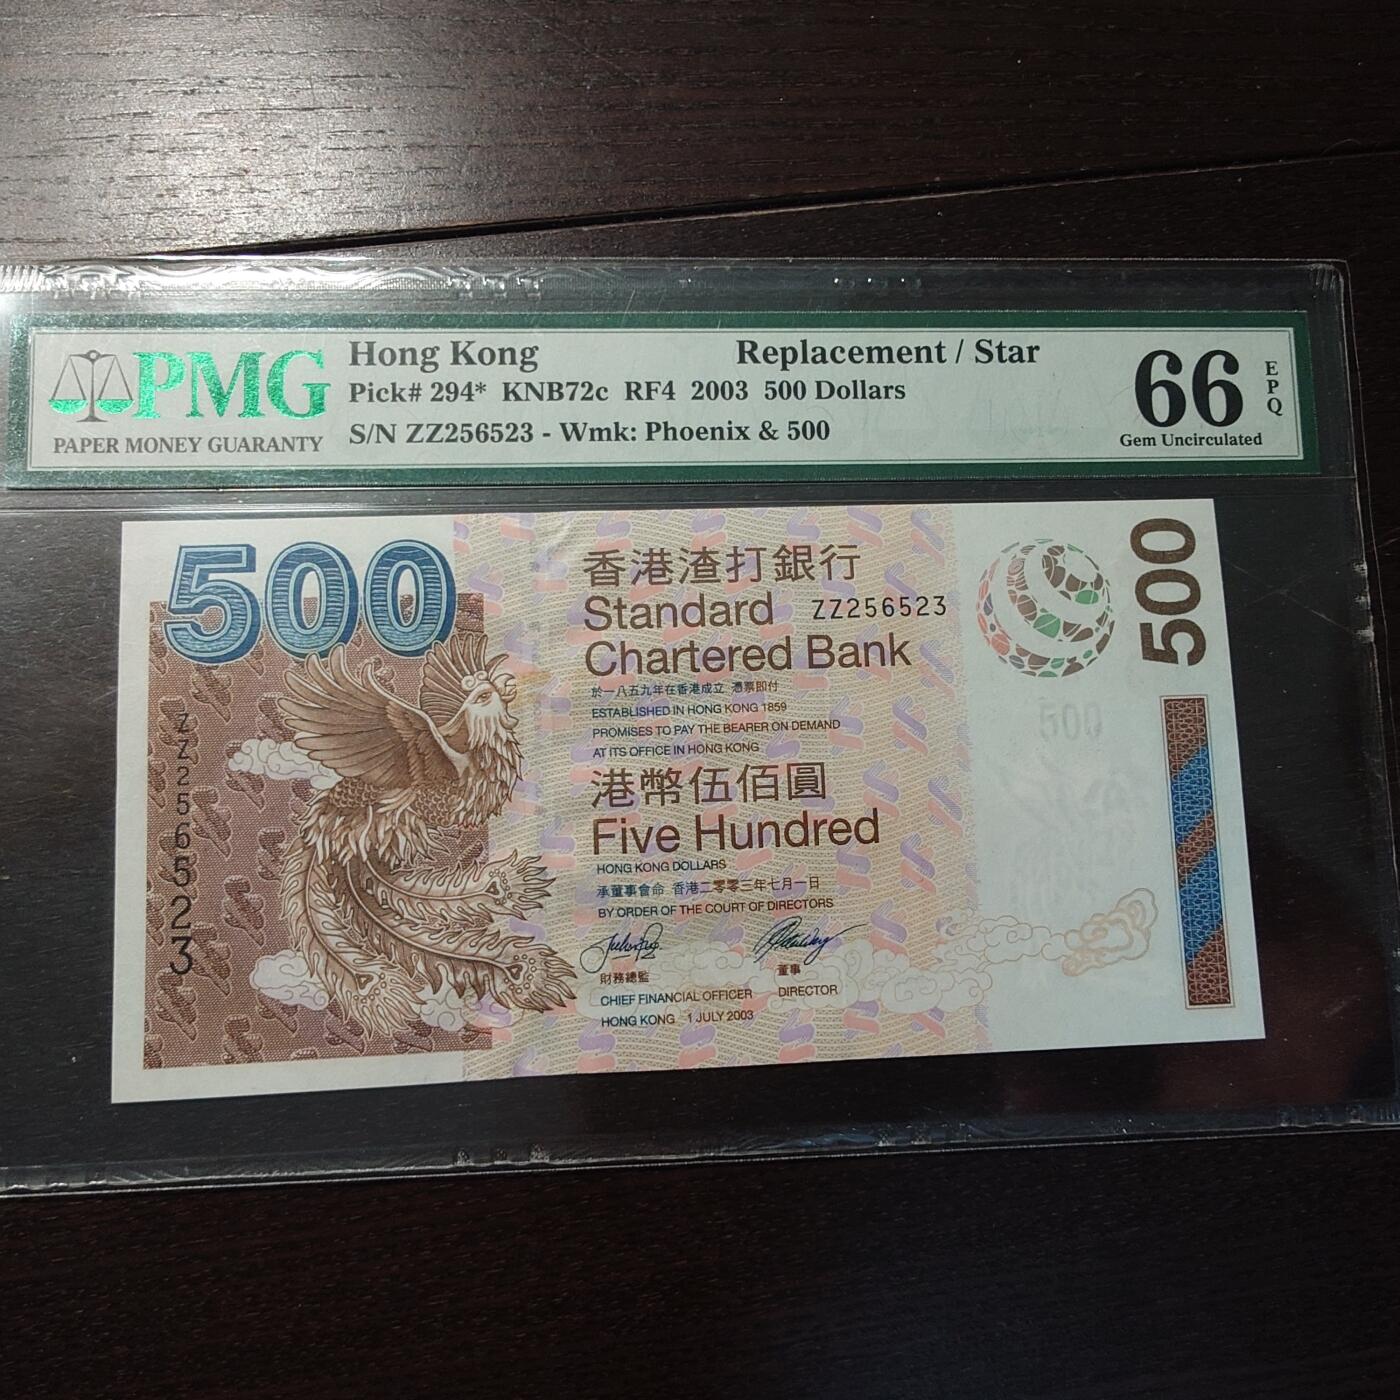 PMG
PAPER MONEY GUARANTY
Hong Kong
Replacement / Star
Pick# 294* KNB72c RF4 2003 500 Dollars
S/N ZZ256523 - Wmk: Phoenix & 500
66
EPQ
Gem Uncirculated
500
香港渣打銀行
Standard
ZZ256523
Chartered Bank
於一八五九年在香港成立 憑票即付
ESTABLISHED IN HONG KONG 1859
PROMISES TO PAY THE BEARER ON DEMAND
AT ITS OFFICE IN HONG KONG
港幣伍佰圓
Five Hundred
HONG KONG DOLLARS
承董事會命 香港二零零三年七月一日
BY ORDER OF THE COURT OF DIRECTORS
財務總監
董事
CHIEF FINANCIAL OFFICER
DIRECTOR
HONG KONG 1 JULY 2003
ZZ256523
500
500